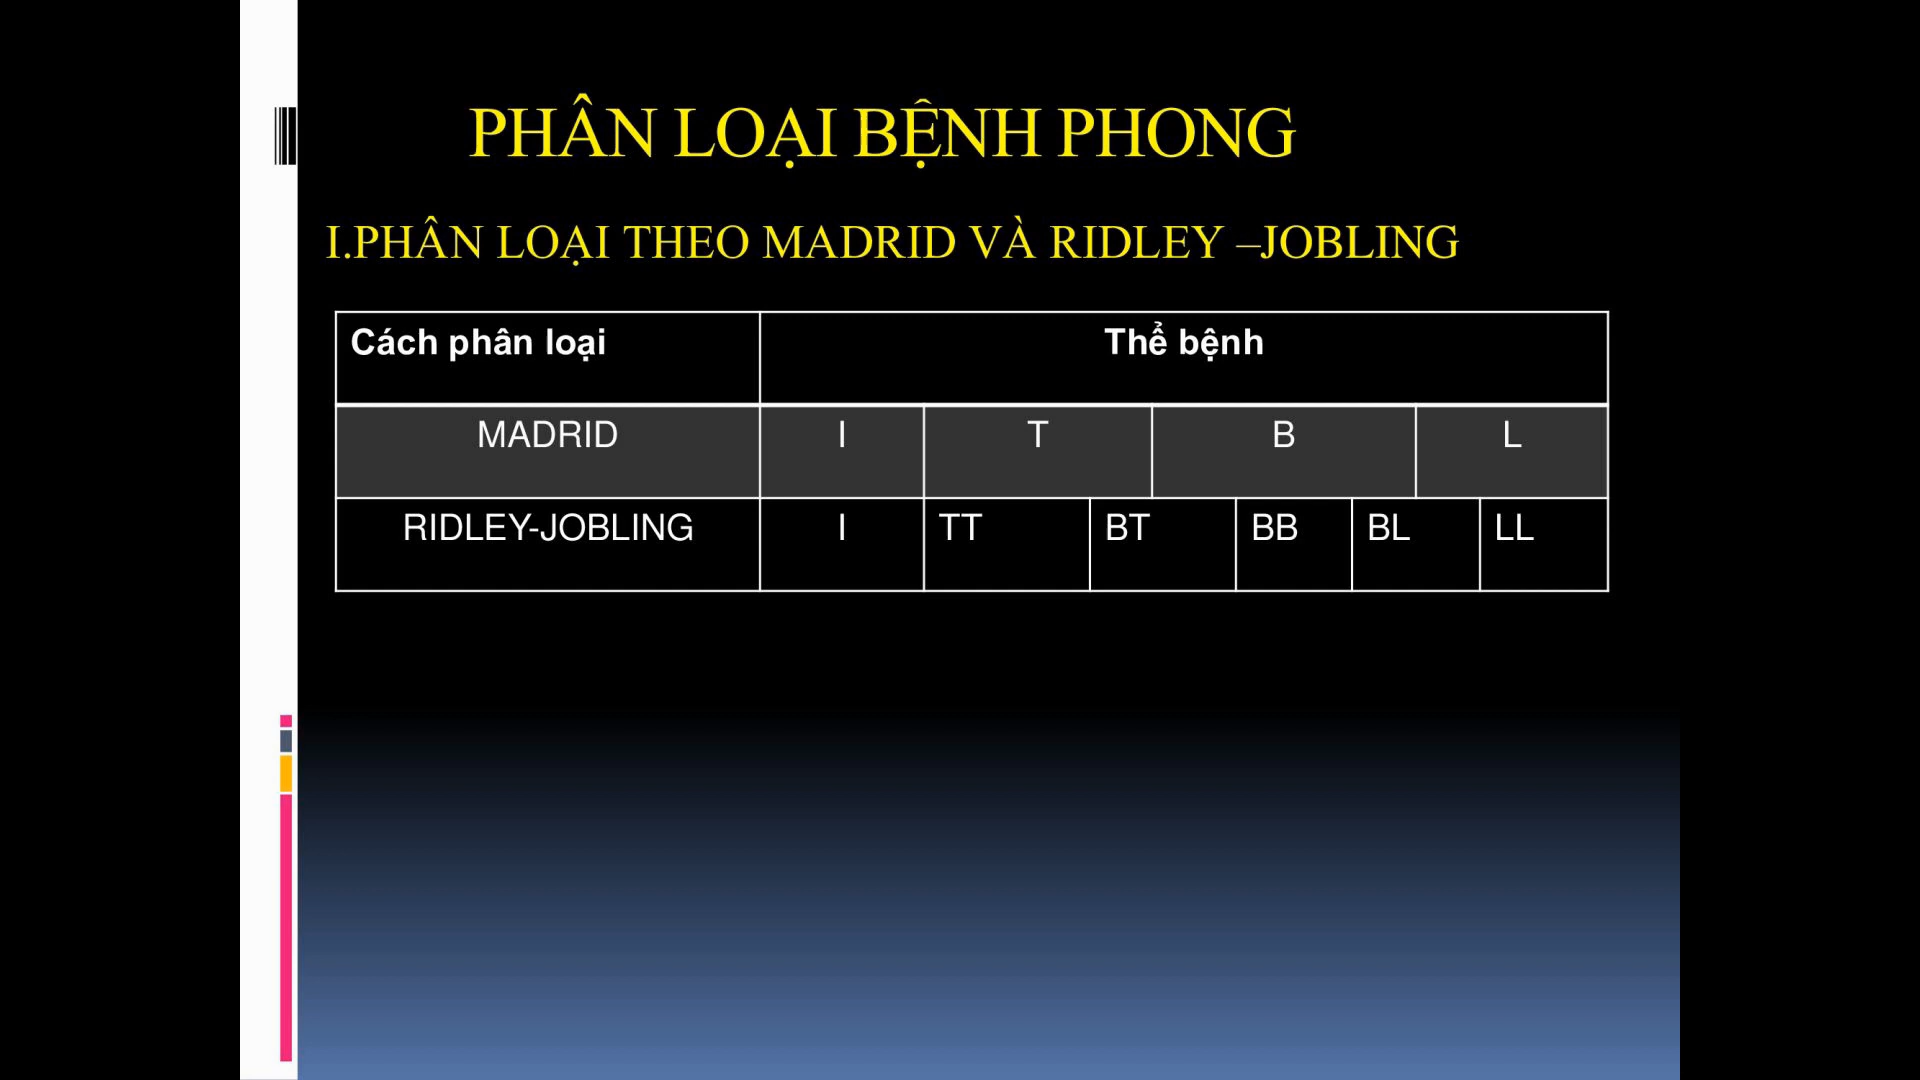 PHÂN LOẠI BỆNH PHONG
I.PHÂN LOẠI THEO MADRID VÀ RIDLEY –JOBLING
Cách phân loại Thể bệnh
MADRID I T B L
RIDLEY-JOBLING I TT BT BB BL LL